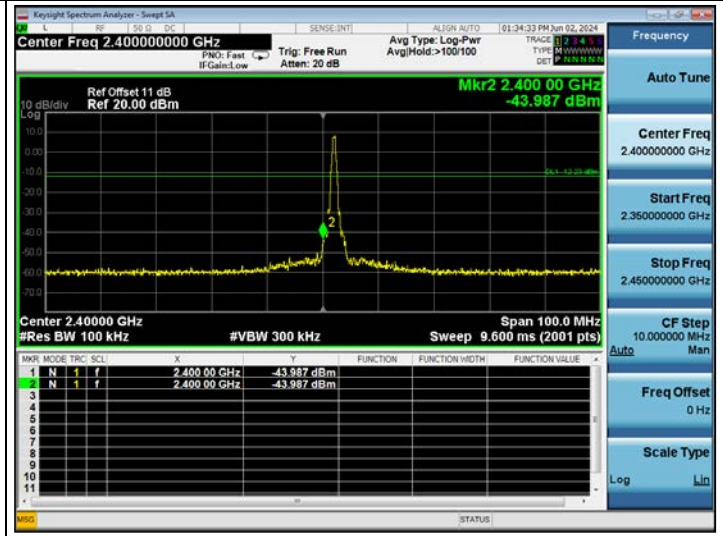 Keysight Spectrum Analyzer - Swept SA
L RF 50 Ω DC SENSE:INT ALIGN AUTO 01:34:33 PM Jun 02, 2024
Center Freq 2.400000000 GHz
PNO: Fast
IFGain:Low
Trig: Free Run
Atten: 20 dB
Avg Type: Log-Pwr
Avg|Hold:>100/100
TRACE 1 2 3 4 5 6
TYPE M W W W W W
DET P N N N N N
Ref Offset 11 dB
10 dB/div Ref 20.00 dBm
Log
Mkr2 2.400 00 GHz
-43.987 dBm
10.0
0.00
-10.0
DL1 -12.23 dBm
-20.0
-30.0
-40.0
2
-50.0
-60.0
-70.0
Center 2.40000 GHz Span 100.0 MHz
#Res BW 100 kHz #VBW 300 kHz Sweep 9.600 ms (2001 pts)
MKR MODE TRC SCL X Y FUNCTION FUNCTION WIDTH FUNCTION VALUE
1 N 1 f 2.400 00 GHz -43.987 dBm
2 N 1 f 2.400 00 GHz -43.987 dBm
3
4
5
6
7
8
9
10
11
MSG STATUS
Frequency
Auto Tune
Center Freq
2.400000000 GHz
Start Freq
2.350000000 GHz
Stop Freq
2.450000000 GHz
CF Step
10.000000 MHz
Auto Man
Freq Offset
0 Hz
Scale Type
Log Lin